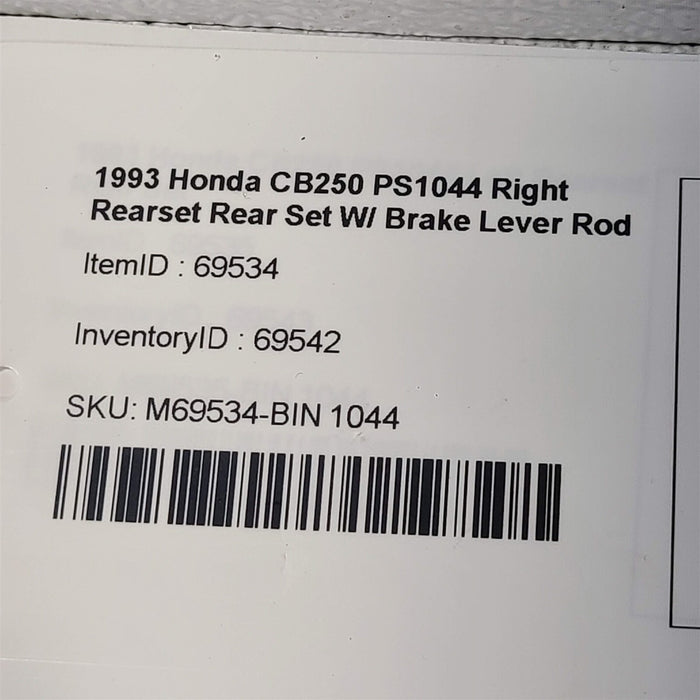 1993 Honda CB250 PS1044 Right
Rearset Rear Set W/ Brake Lever Rod
ItemID : 69534
InventoryID : 69542
SKU: M69534-BIN 1044